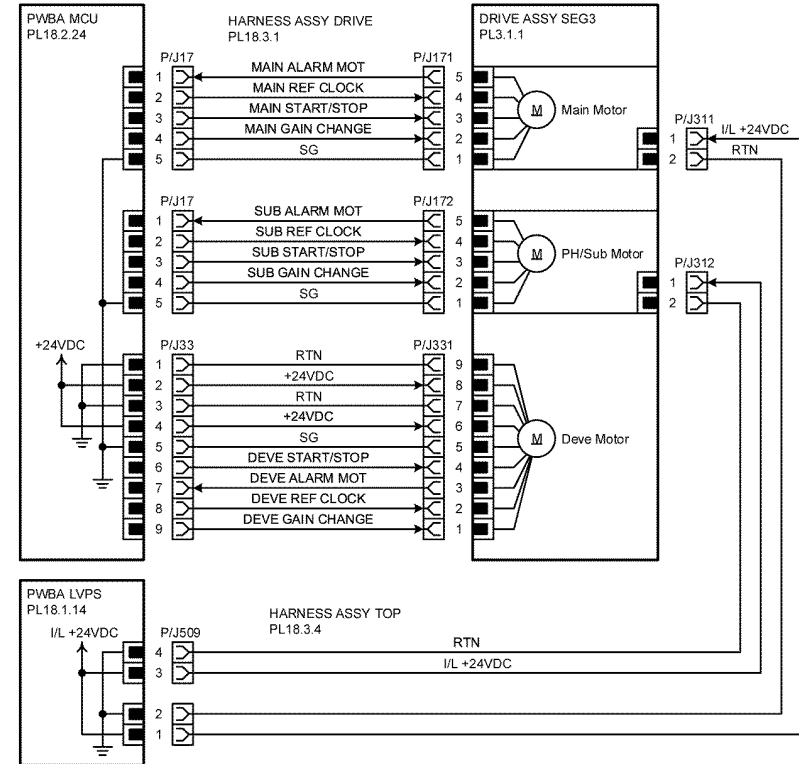 PWBA MCU
PL18.2.24
HARNESS ASSY DRIVE
PL18.3.1
DRIVE ASSY SEG3
PL3.1.1
P/J17
P/J171
1 MAIN ALARM MOT 5
2 MAIN REF CLOCK 4
3 MAIN START/STOP 3
4 MAIN GAIN CHANGE 2
5 SG 1
M Main Motor
P/J311
1 I/L +24VDC
2 RTN
P/J17
P/J172
1 SUB ALARM MOT 5
2 SUB REF CLOCK 4
3 SUB START/STOP 3
4 SUB GAIN CHANGE 2
5 SG 1
M PH/Sub Motor
P/J312
1
2
+24VDC
P/J33
P/J331
1 RTN 9
2 +24VDC 8
3 RTN 7
4 +24VDC 6
5 SG 5
6 DEVE START/STOP 4
7 DEVE ALARM MOT 3
8 DEVE REF CLOCK 2
9 DEVE GAIN CHANGE 1
M Deve Motor
PWBA LVPS
PL18.1.14
HARNESS ASSY TOP
PL18.3.4
I/L +24VDC
P/J509
4 RTN
3 I/L +24VDC
2
1